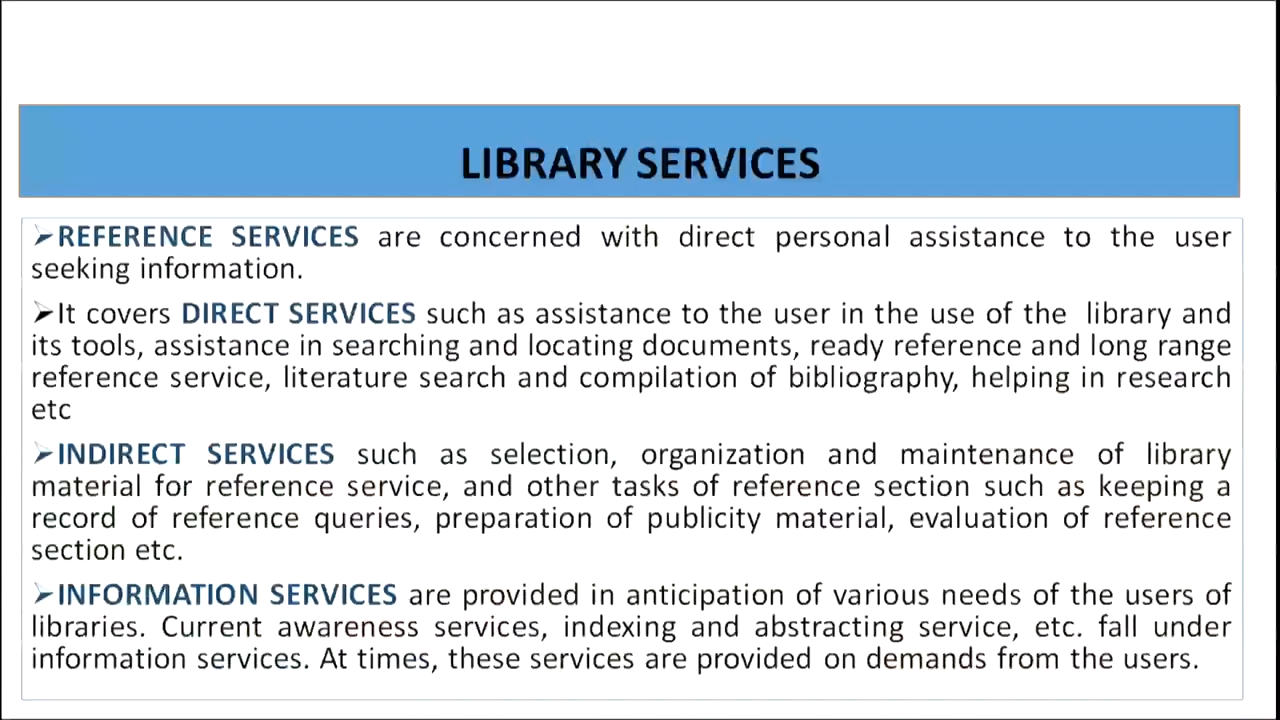 LIBRARY SERVICES
➢REFERENCE SERVICES are concerned with direct personal assistance to the user
seeking information.
➢It covers DIRECT SERVICES such as assistance to the user in the use of the library and
its tools, assistance in searching and locating documents, ready reference and long range
reference service, literature search and compilation of bibliography, helping in research
etc
➢INDIRECT SERVICES such as selection, organization and maintenance of library
material for reference service, and other tasks of reference section such as keeping a
record of reference queries, preparation of publicity material, evaluation of reference
section etc.
➢INFORMATION SERVICES are provided in anticipation of various needs of the users of
libraries. Current awareness services, indexing and abstracting service, etc. fall under
information services. At times, these services are provided on demands from the users.